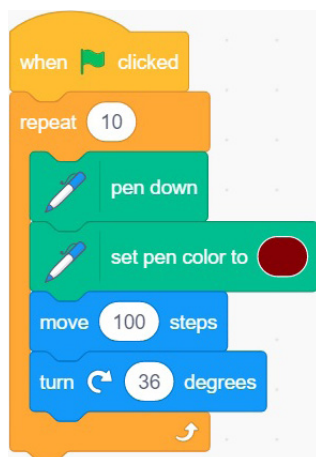 when clicked
repeat 10
pen down
set pen color to
move 100 steps
turn 36 degrees